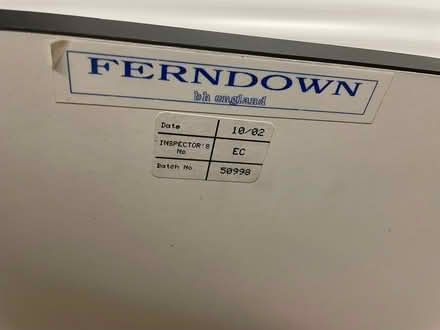 FERNDOWN
bh england
Date 10/02
INSPECTOR'S No EC
Batch No 50998